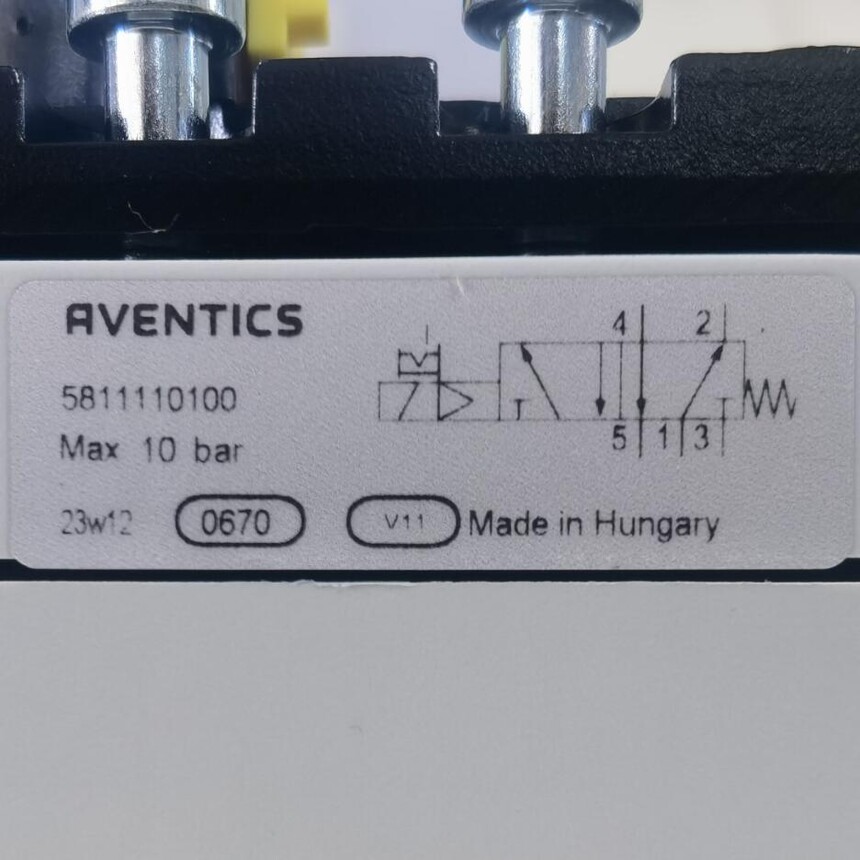 AVENTICS
5811110100
Max 10 bar
23w12 0670 V11 Made in Hungary
4 2
5 1 3